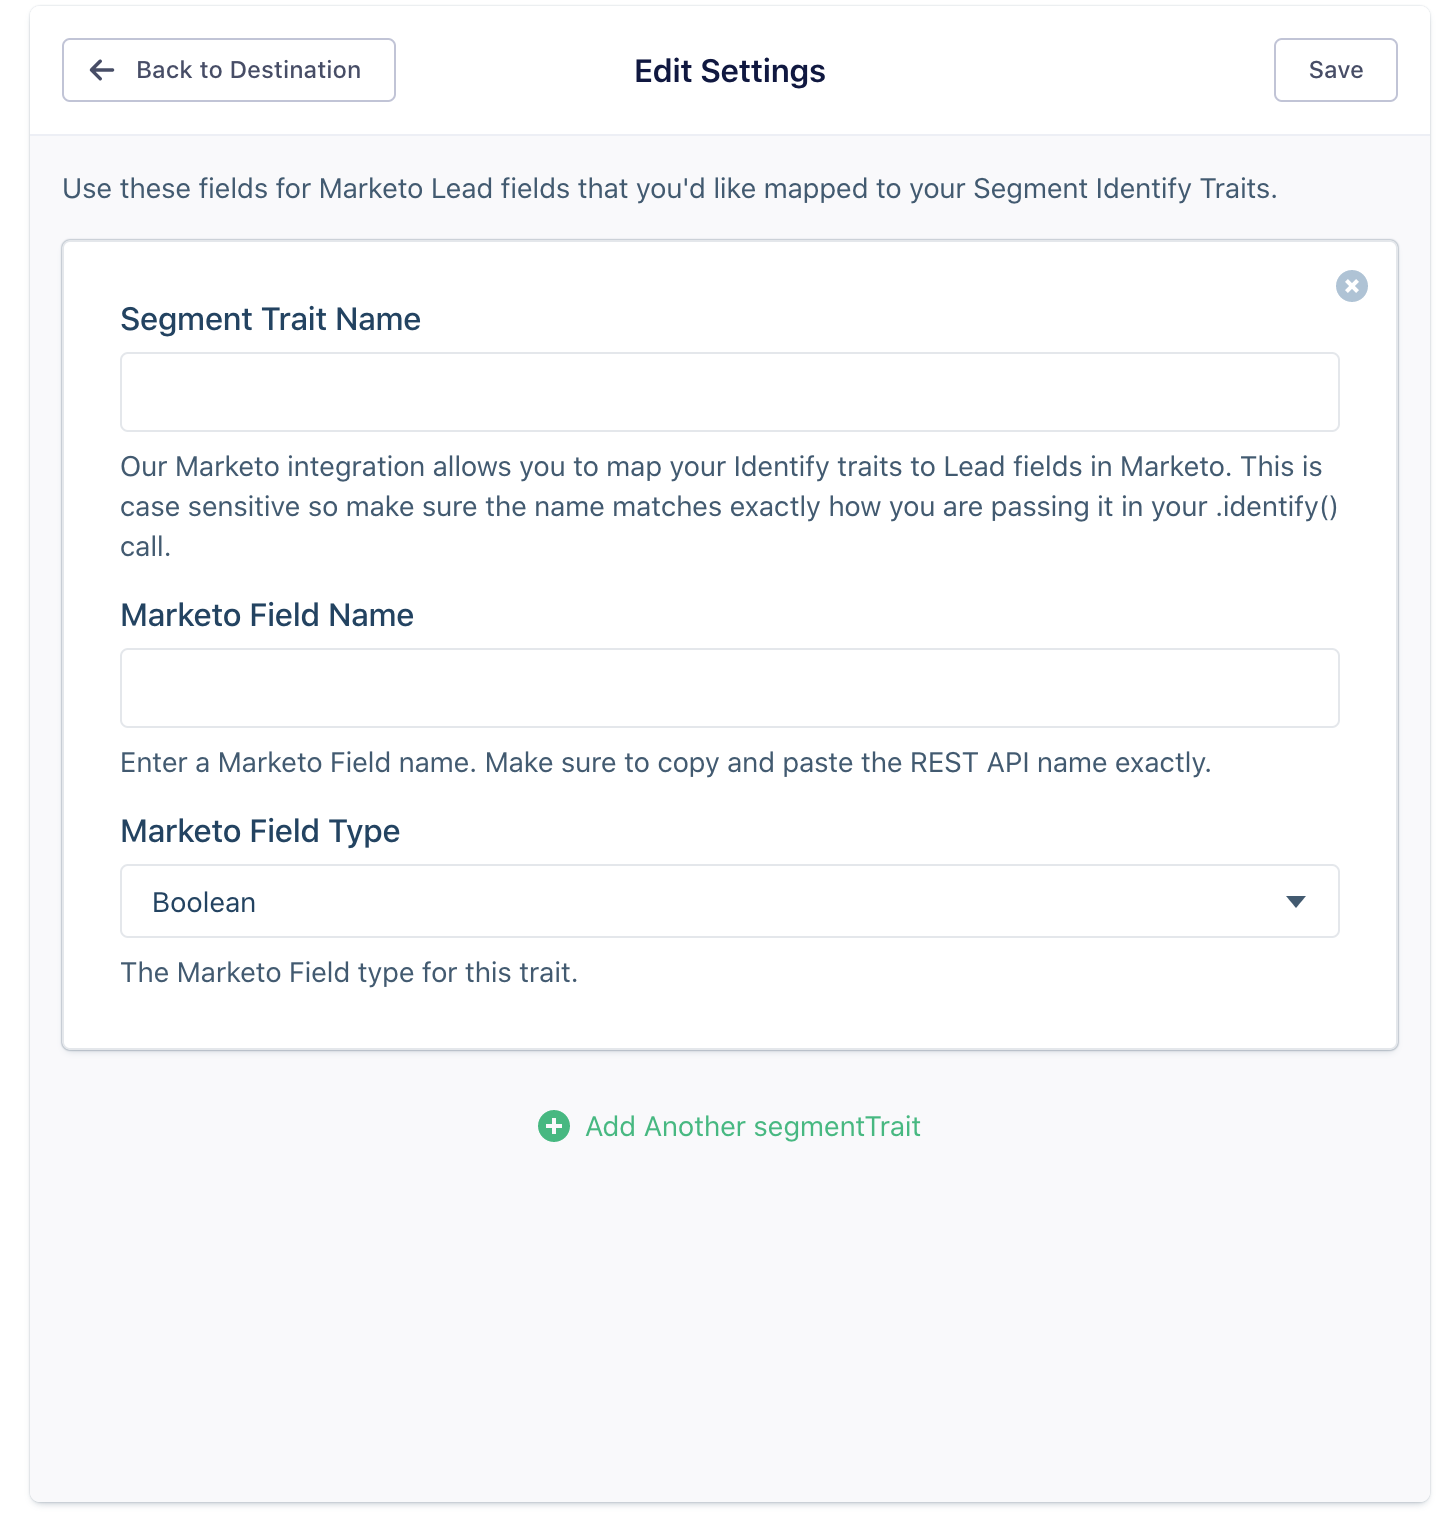 Back to Destination
Edit Settings
Save
Use these fields for Marketo Lead fields that you'd like mapped to your Segment Identify Traits.
Segment Trait Name
Our Marketo integration allows you to map your Identify traits to Lead fields in Marketo. This is
case sensitive so make sure the name matches exactly how you are passing it in your .identify()
call.
Marketo Field Name
Enter a Marketo Field name. Make sure to copy and paste the REST API name exactly.
Marketo Field Type
Boolean
The Marketo Field type for this trait.
Add Another segmentTrait